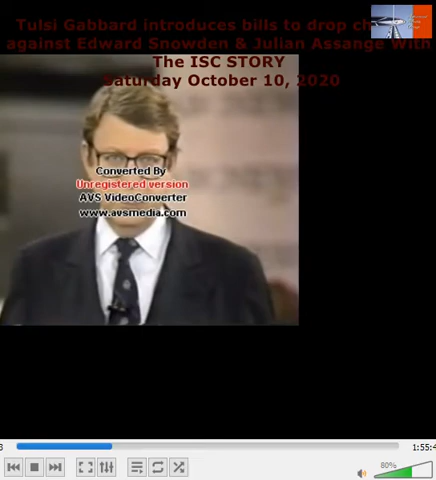 Tulsi Gabbard introduces bills to drop
against Edward Snowden & Julian Assange With
The ISC STORY
Saturday October 10, 2020
Converted By
Unregistered version
AVS VideoConverter
www.avsmedia.com
1:55:4
80%